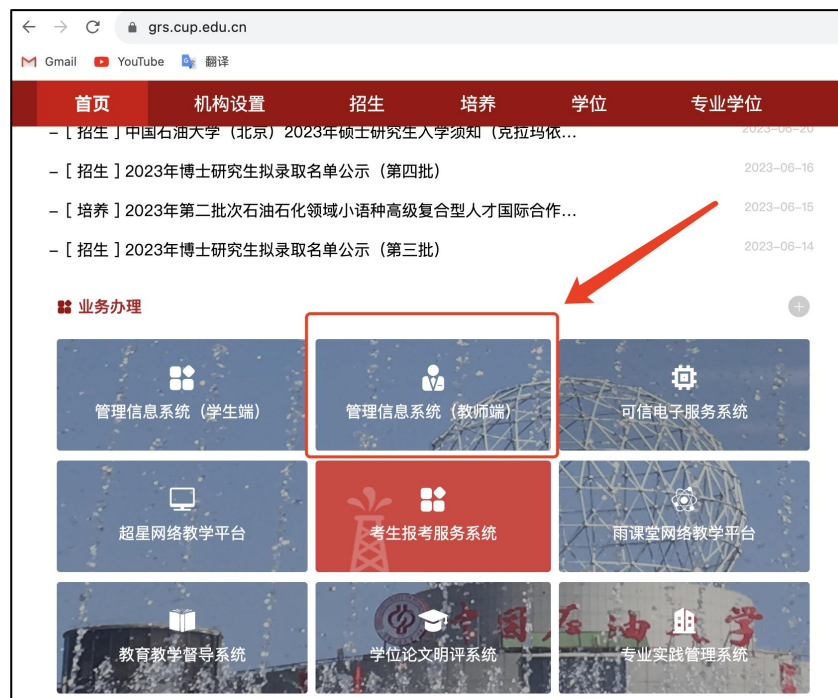 grs.cup.edu.cn
Gmail YouTube 翻译
首页 机构设置 招生 培养 学位 专业学位
– [ 招生 ] 中国石油大学（北京）2023年硕士研究生入学须知（克拉玛依... 2023-06-20
– [ 招生 ] 2023年博士研究生拟录取名单公示（第四批） 2023-06-16
– [ 培养 ] 2023年第二批次石油石化领域小语种高级复合型人才国际合作... 2023-06-15
– [ 招生 ] 2023年博士研究生拟录取名单公示（第三批） 2023-06-14
业务办理
管理信息系统（学生端） 管理信息系统（教师端） 可信电子服务系统
超星网络教学平台 考生报考服务系统 雨课堂网络教学平台
中国石油大学
教育教学督导系统 学位论文明评系统 专业实践管理系统